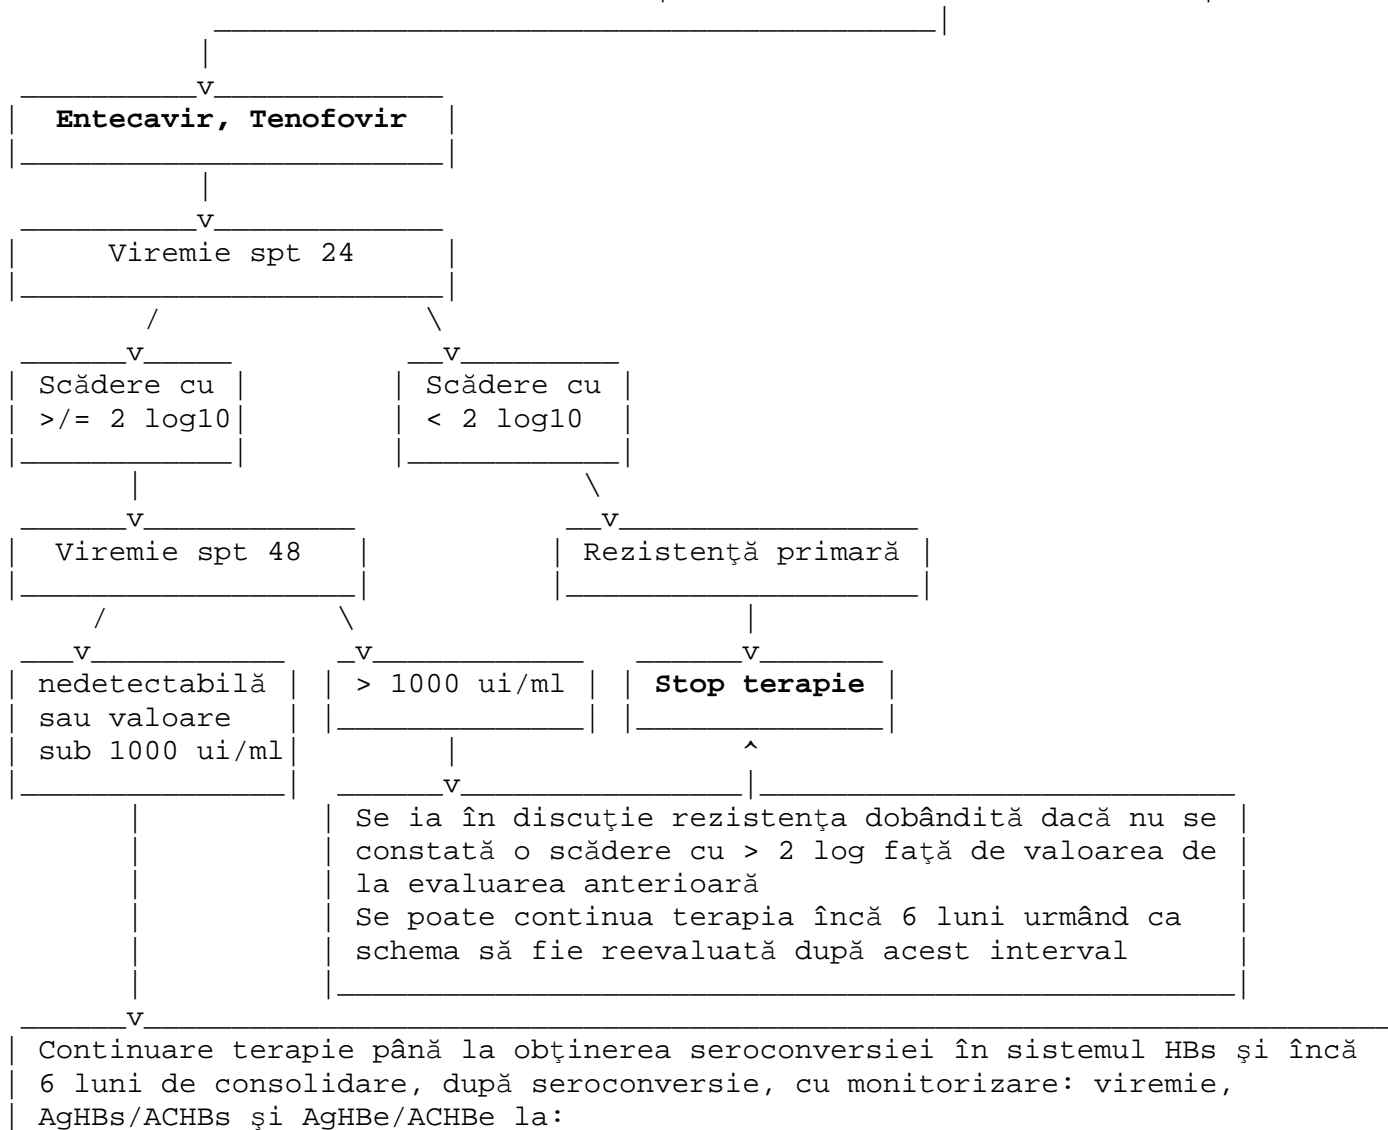 Entecavir, Tenofovir
Viremie spt 24
Scădere cu
>/= 2 log10
Scădere cu
< 2 log10
Viremie spt 48
Rezistenţă primară
nedetectabilă
sau valoare
sub 1000 ui/ml
> 1000 ui/ml
Stop terapie
Se ia în discuţie rezistenţa dobândită dacă nu se
constată o scădere cu > 2 log faţă de valoarea de
la evaluarea anterioară
Se poate continua terapia încă 6 luni urmând ca
schema să fie reevaluată după acest interval
Continuare terapie până la obţinerea seroconversiei în sistemul HBs şi încă
6 luni de consolidare, după seroconversie, cu monitorizare: viremie,
AgHBs/ACHBs şi AgHBe/ACHBe la: